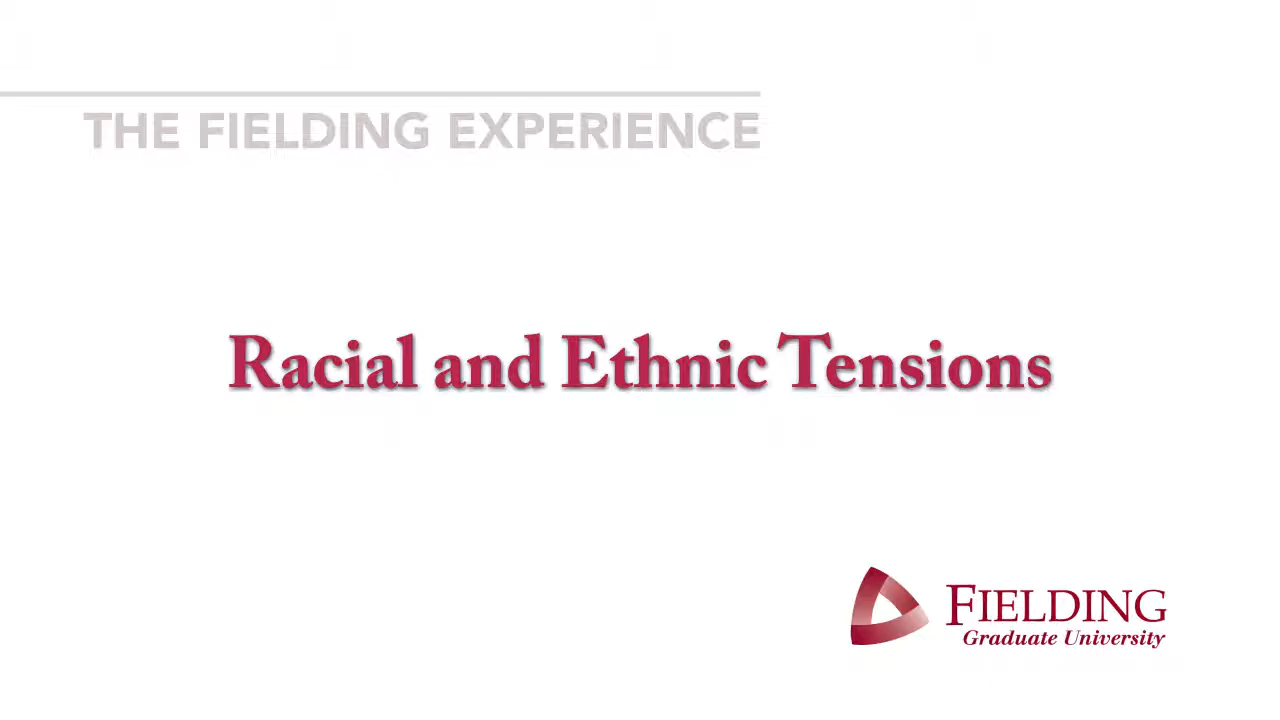 THE FIELDING EXPERIENCE
Racial and Ethnic Tensions
FIELDING
Graduate University